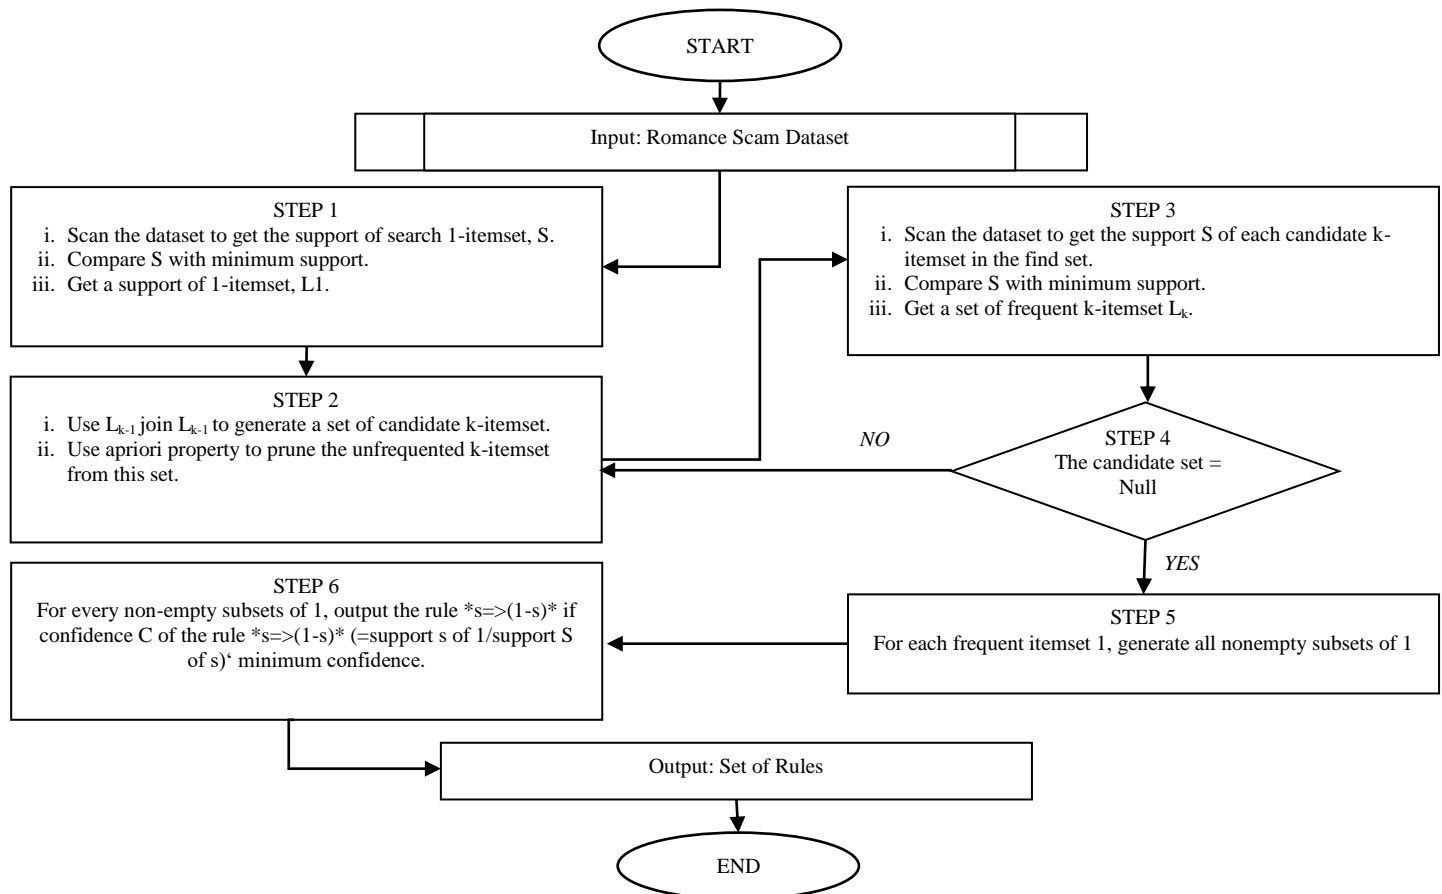 START
Input: Romance Scam Dataset
STEP 1
i. Scan the dataset to get the support of search 1-itemset, S.
ii. Compare S with minimum support.
iii. Get a support of 1-itemset, L1.
STEP 2
i. Use Lk-1 join Lk-1 to generate a set of candidate k-itemset.
ii. Use apriori property to prune the unfrequented k-itemset
from this set.
STEP 3
i. Scan the dataset to get the support S of each candidate k-
itemset in the find set.
ii. Compare S with minimum support.
iii. Get a set of frequent k-itemset Lk.
STEP 4
The candidate set =
Null
NO
YES
STEP 5
For each frequent itemset 1, generate all nonempty subsets of 1
STEP 6
For every non-empty subsets of 1, output the rule *s=>(1-s)* if
confidence C of the rule *s=>(1-s)* (=support s of 1/support S
of s)‘ minimum confidence.
Output: Set of Rules
END